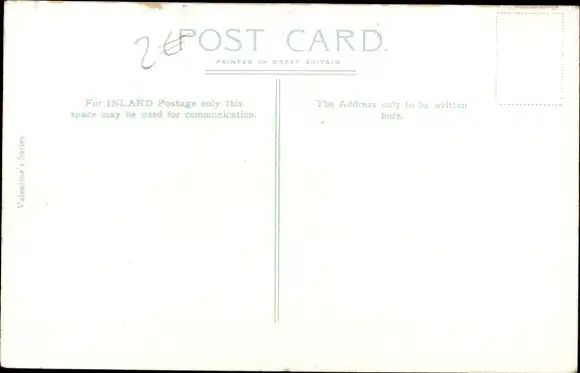 2€
POST CARD.
PRINTED IN GREAT BRITAIN
For INLAND Postage only this
space may be used for communication.
The Address only to be written
here.
Valentine's Series